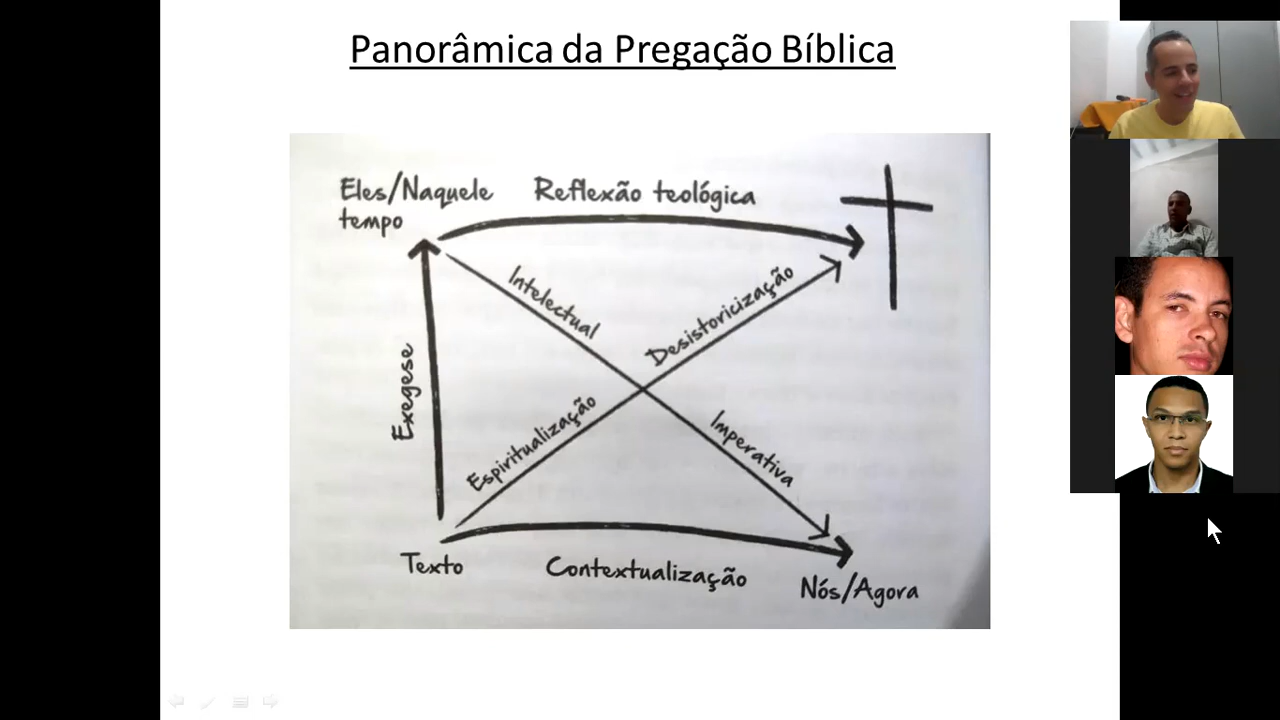 Panorâmica da Pregação Bíblica
Eles/Naquele
tempo
Reflexão teológica
Intelectual
Desistoricização
Exegese
Espiritualização
Imperativa
Texto
Contextualização
Nós/Agora